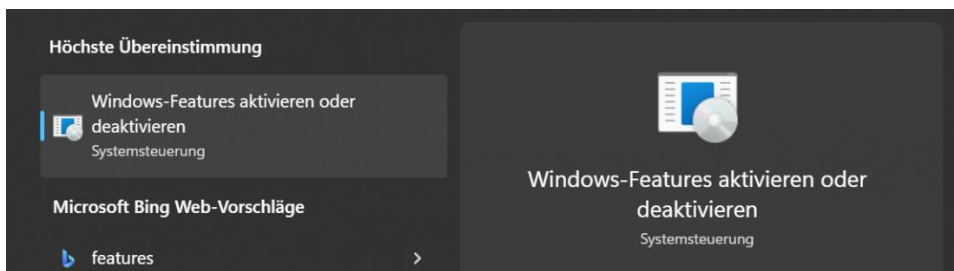 Höchste Übereinstimmung
Windows-Features aktivieren oder
deaktivieren
Systemsteuerung
Microsoft Bing Web-Vorschläge
features
Windows-Features aktivieren oder
deaktivieren
Systemsteuerung